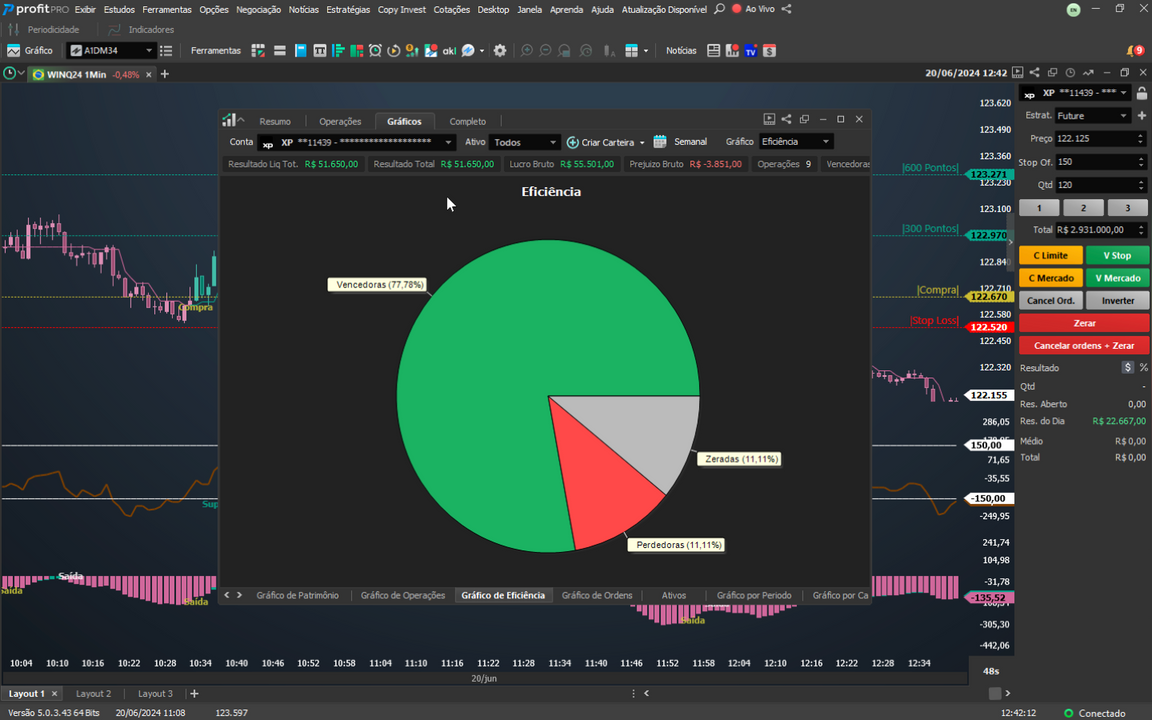 profitPRO Exibir Estudos Ferramentas Opções Negociação Notícias Estratégias Copy Invest Cotações Desktop Janela Aprenda Ajuda Atualização Disponível Ao Vivo EN
Periodicidade Indicadores
Gráfico A1DM34 Ferramentas akl TV $ Notícias 9
WINQ24 1Min -0,48% × +
20/06/2024 12:42
Resumo Operações Gráficos Completo
Conta xp XP **11439 - ******************** Ativo Todos Criar Carteira Semanal Gráfico Eficiência
Resultado Liq Tot. R$ 51.650,00 Resultado Total R$ 51.650,00 Lucro Bruto R$ 55.501,00 Prejuizo Bruto R$ -3.851,00 Operações 9 Vencedoras
Eficiência
Vencedoras (77,78%)
Zeradas (11,11%)
Perdedoras (11,11%)
Gráfico de Patrimônio Gráfico de Operações Gráfico de Eficiência Gráfico de Ordens Ativos Gráfico por Periodo Gráfico por Ca
Compra
Saída
Saída
Saída
|600 Pontos|
|300 Pontos|
|Compra|
|Stop Loss|
123.620
123.490
123.360
123.271
123.230
123.100
122.970
122.840
122.710
122.670
122.580
122.520
122.450
122.320
122.155
286,05
150,00
71,65
-35,55
-150,00
-249,95
241,74
104,98
-31,78
-135,52
-305,30
-442,06
xp XP **11439 - ***
Estrat. Future +
Preço 122.125
Stop Of. 150
Qtd 120
1 2 3
Total R$ 2.931.000,00
C Limite V Stop
C Mercado V Mercado
Cancel Ord. Inverter
Zerar
Cancelar ordens + Zerar
Resultado $ %
Qtd -
Res. Aberto 0,00
Res. do Dia R$ 22.667,00
Médio R$ 0,00
Total R$ 0,00
10:04 10:10 10:16 10:22 10:28 10:34 10:40 10:46 10:52 10:58 11:04 11:10 11:16 11:22 11:28 11:34 11:40 11:46 11:52 11:58 12:04 12:10 12:16 12:22 12:28 12:34
48s
20/jun
Layout 1 × Layout 2 Layout 3 +
Versão 5.0.3.43 64 Bits 20/06/2024 11:08 123.597 12:42:12 Conectado